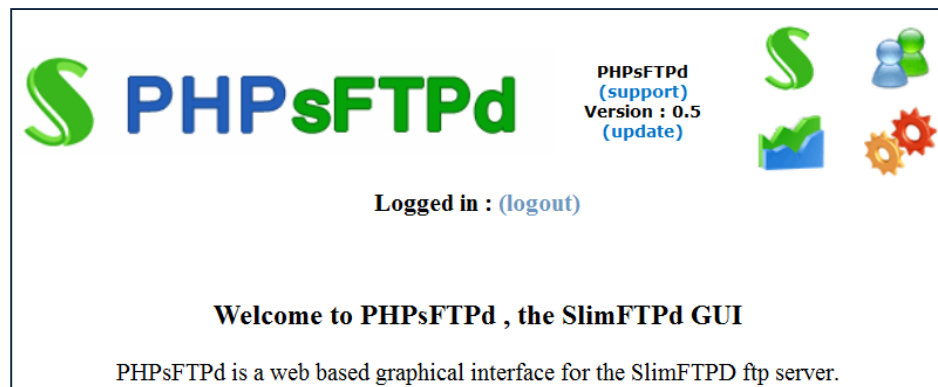 PHPsFTPd
PHPsFTPd
(support)
Version : 0.5
(update)
Logged in : (logout)
Welcome to PHPsFTPd , the SlimFTPd GUI
PHPsFTPd is a web based graphical interface for the SlimFTPD ftp server.